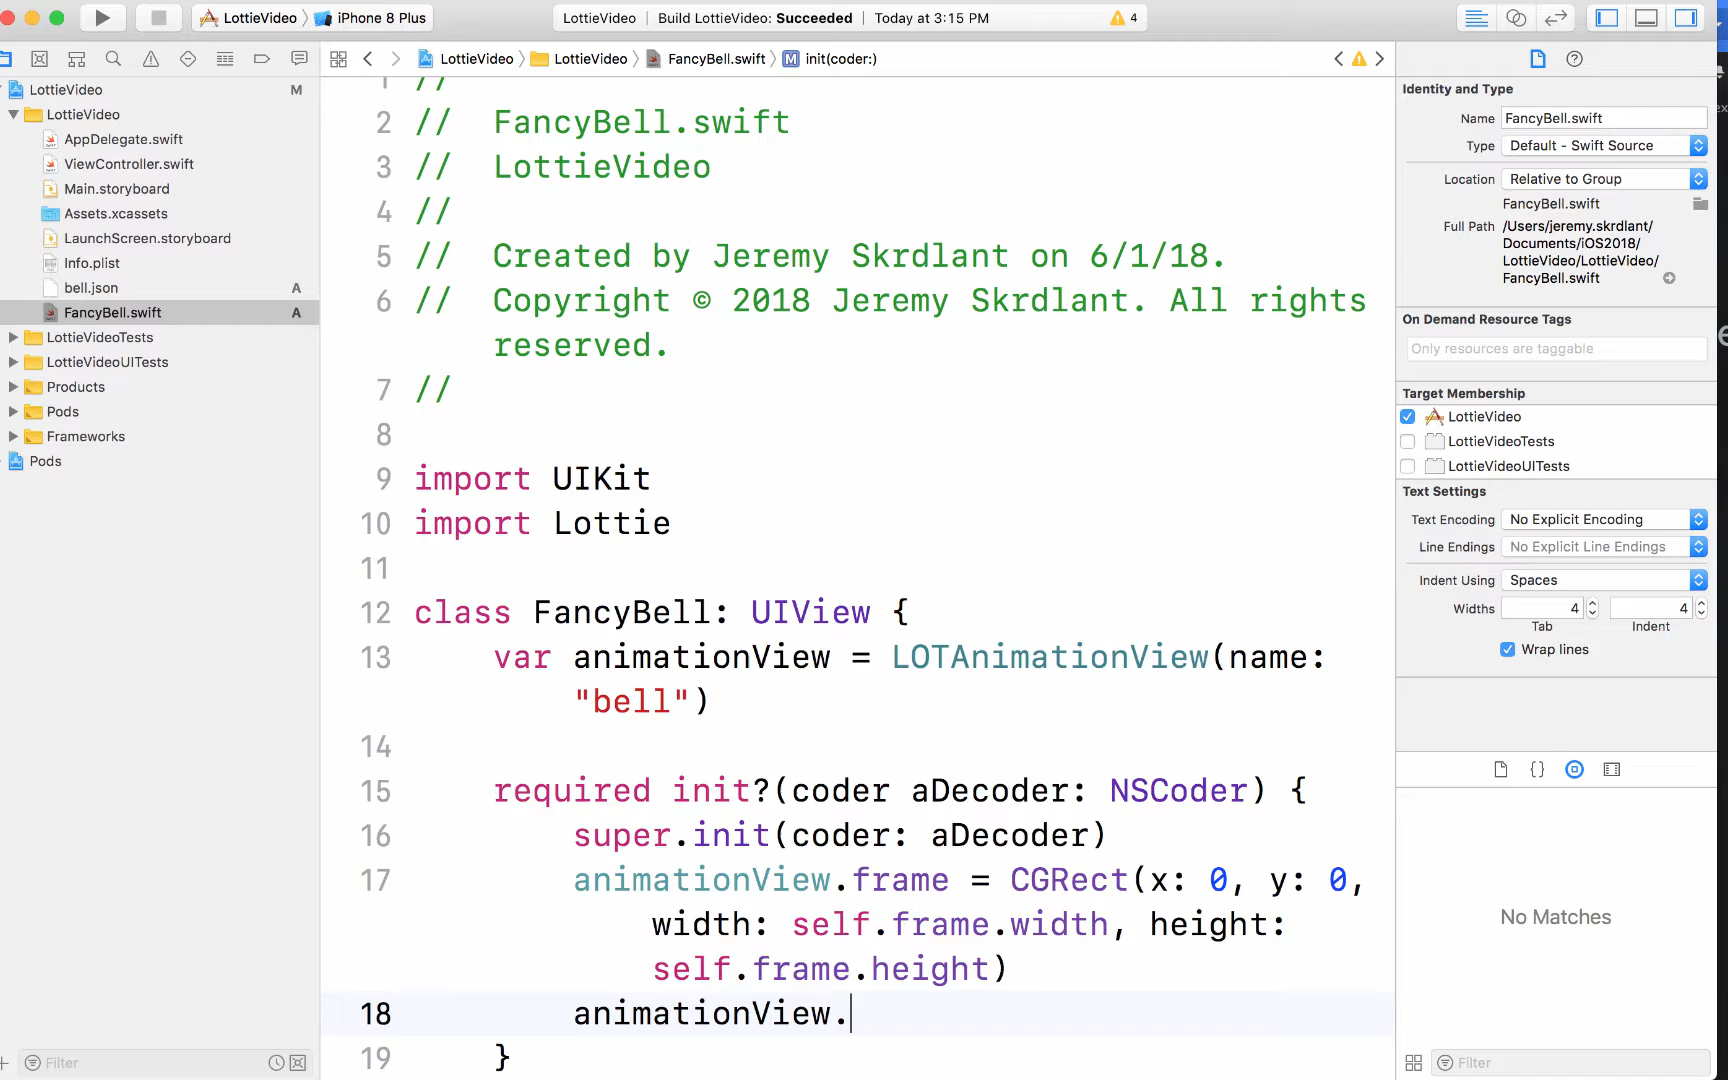 LottieVideo iPhone 8 Plus
LottieVideo Build LottieVideo: Succeeded Today at 3:15 PM 4
LottieVideo LottieVideo FancyBell.swift M init(coder:)
LottieVideo M
LottieVideo
AppDelegate.swift
ViewController.swift
Main.storyboard
Assets.xcassets
LaunchScreen.storyboard
Info.plist
bell.json A
FancyBell.swift A
LottieVideoTests
LottieVideoUITests
Products
Pods
Frameworks
Pods
Filter
1 //
2 // FancyBell.swift
3 // LottieVideo
4 //
5 // Created by Jeremy Skrdlant on 6/1/18.
6 // Copyright © 2018 Jeremy Skrdlant. All rights
reserved.
7 //
8
9 import UIKit
10 import Lottie
11
12 class FancyBell: UIView {
13 var animationView = LOTAnimationView(name:
"bell")
14
15 required init?(coder aDecoder: NSCoder) {
16 super.init(coder: aDecoder)
17 animationView.frame = CGRect(x: 0, y: 0,
width: self.frame.width, height:
self.frame.height)
18 animationView.
19 }
Identity and Type
Name FancyBell.swift
Type Default - Swift Source
Location Relative to Group
FancyBell.swift
Full Path /Users/jeremy.skrdlant/
Documents/iOS2018/
LottieVideo/LottieVideo/
FancyBell.swift
On Demand Resource Tags
Only resources are taggable
Target Membership
LottieVideo
LottieVideoTests
LottieVideoUITests
Text Settings
Text Encoding No Explicit Encoding
Line Endings No Explicit Line Endings
Indent Using Spaces
Widths 4 4
Tab Indent
Wrap lines
{}
No Matches
Filter